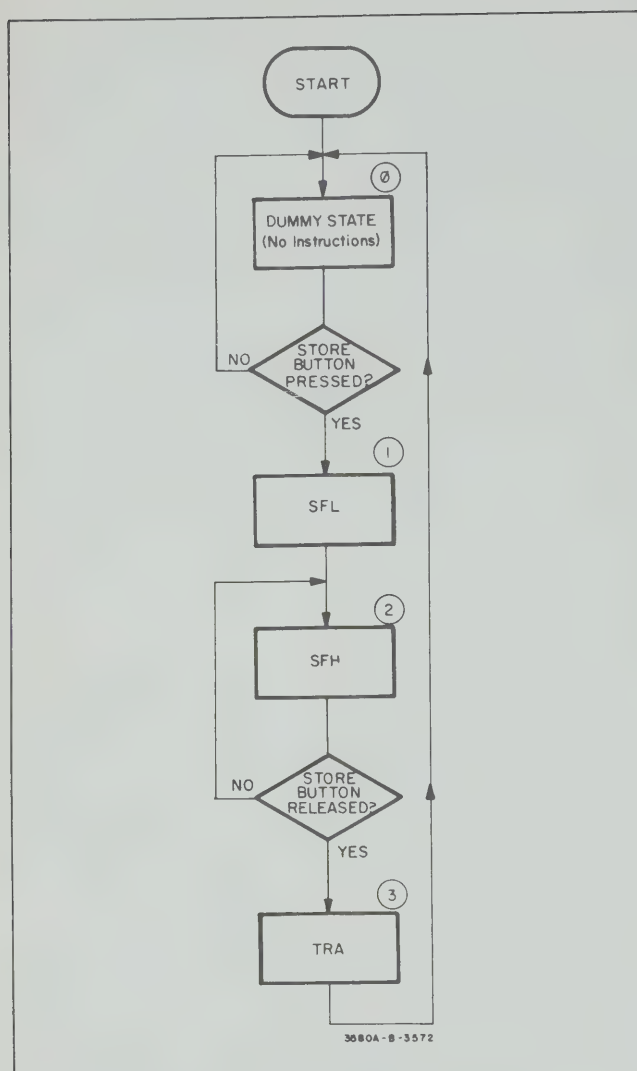 START
Ø
DUMMY STATE
(No Instructions)
STORE
BUTTON
PRESSED?
NO
YES
1
SFL
2
SFH
STORE
BUTTON
RELEASED?
NO
YES
3
TRA
3680A-B-3572